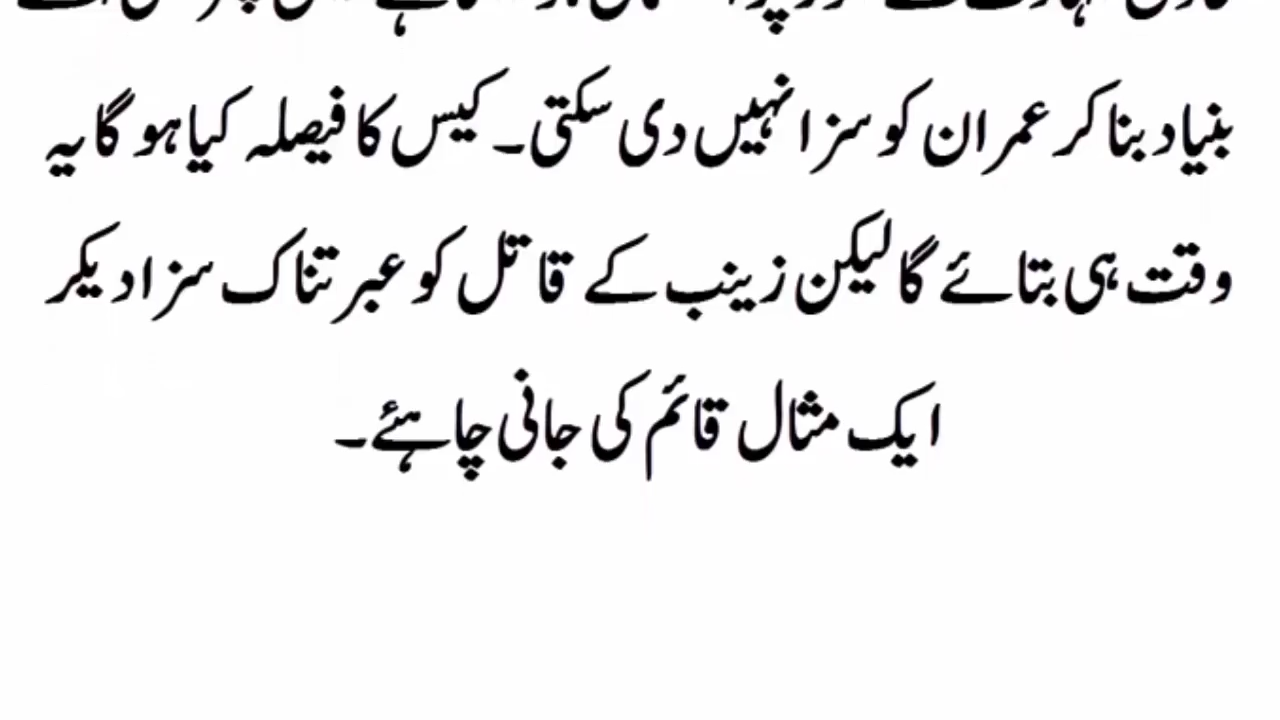 بنیاد بنا کر عمران کو سزا نہیں دی سکتی۔ کیس کا فیصلہ کیا ہو گا یہ
وقت ہی بتائے گا لیکن زینب کے قاتل کو عبرتناک سزا دیکر
ایک مثال قائم کی جانی چاہئے۔